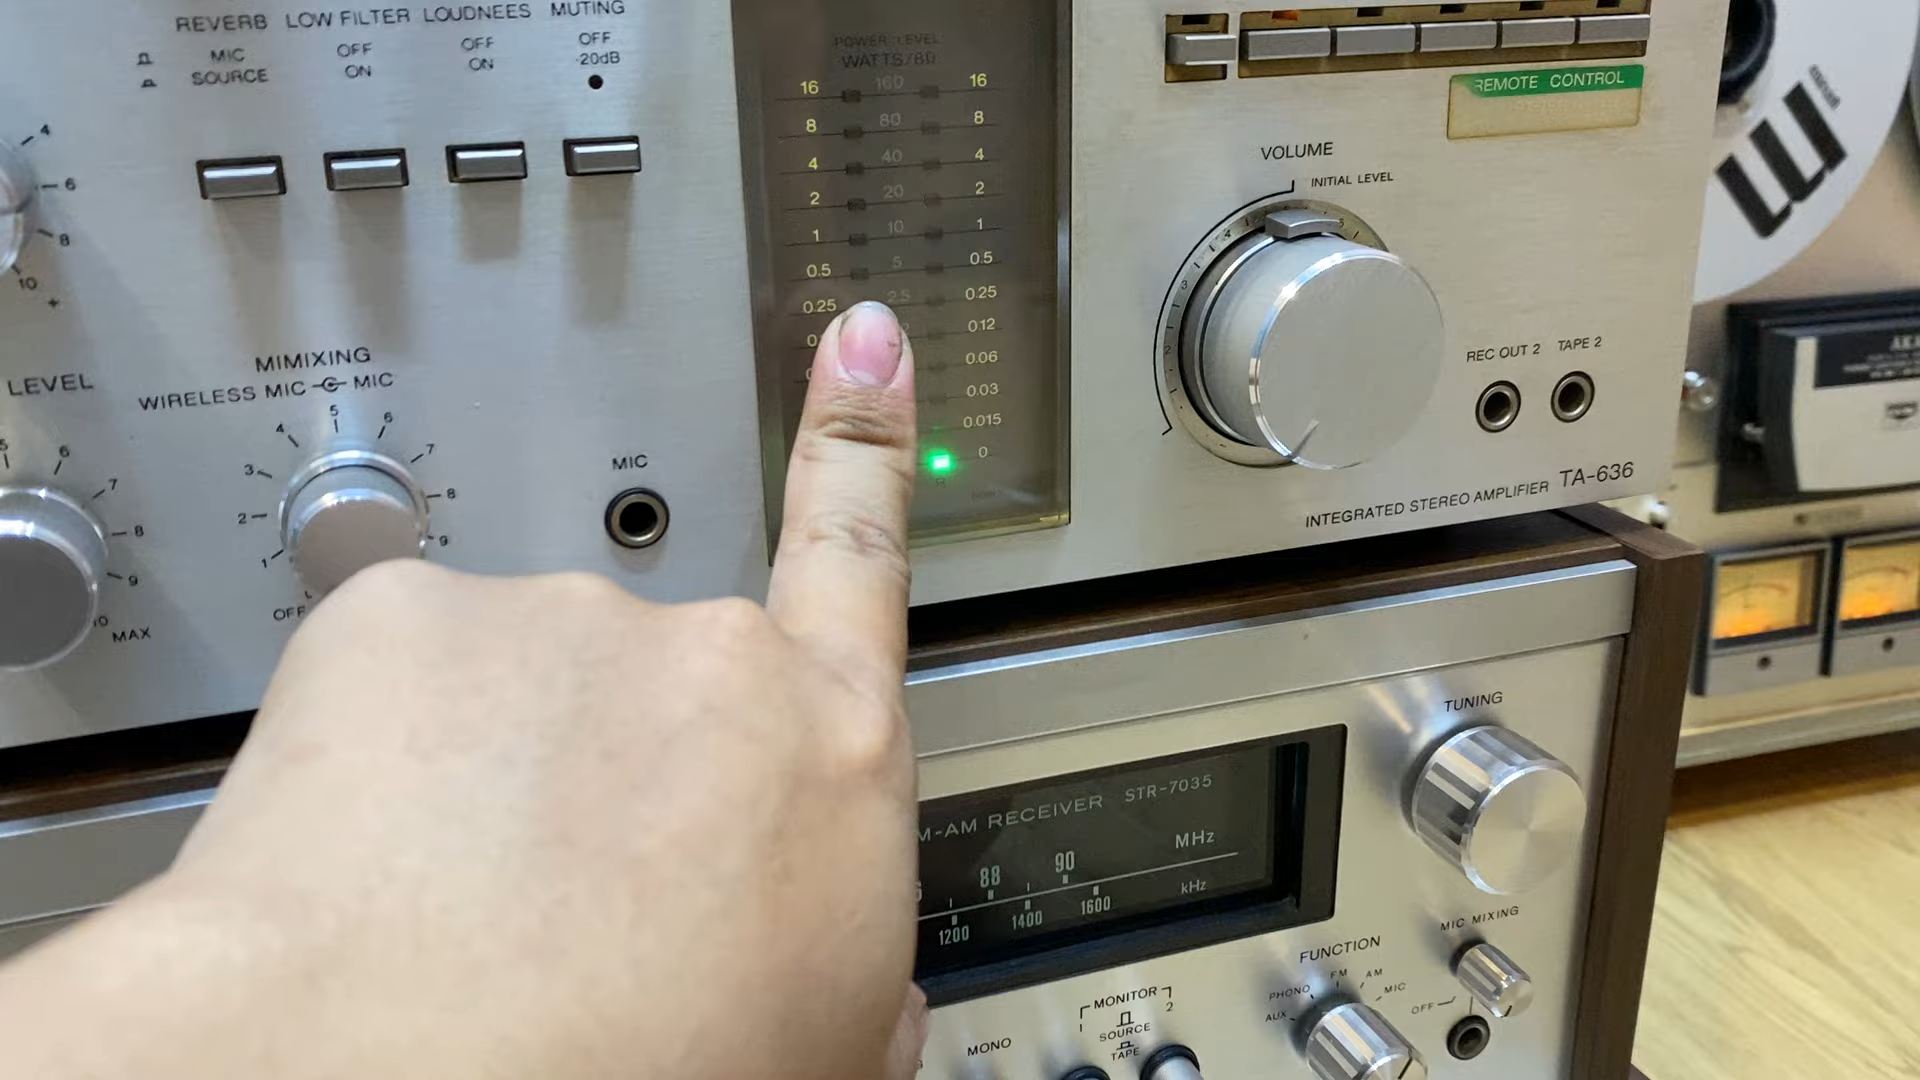 REVERB LOW FILTER LOUDNEES MUTING
MIC OFF OFF OFF
SOURCE ON ON -20dB
POWER LEVEL
WATTS/8Ω
16 160 16
8 80 8
4 40 4
2 20 2
1 10 1
0.5 5 0.5
0.25 2.5 0.25
0.12
0.06
0.03
0.015
0
R
REMOTE CONTROL
VOLUME
INITIAL LEVEL
2 3 4 5
REC OUT 2 TAPE 2
INTEGRATED STEREO AMPLIFIER TA-636
4
6
8
10
+
LEVEL
5 6 7 8 9 10
MAX
MIMIXING
WIRELESS MIC MIC
OFF 1 2 3 4 5 6 7 8 9
MIC
M-AM RECEIVER STR-7035
88 90 MHz
1200 1400 1600 kHz
TUNING
MIC MIXING
OFF
FUNCTION
AUX PHONO FM AM MIC
MONITOR
1 2
SOURCE
TAPE
MONO